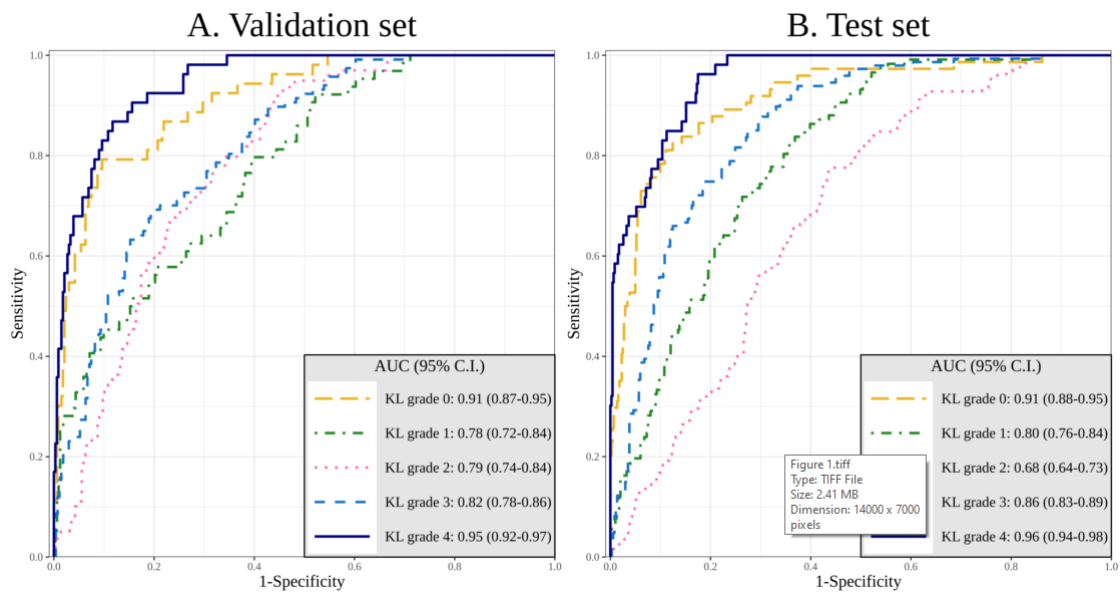 A. Validation set
1.0
0.8
0.6
0.4
0.2
0.0
Sensitivity
AUC (95% C.I.)
KL grade 0: 0.91 (0.87-0.95)
KL grade 1: 0.78 (0.72-0.84)
KL grade 2: 0.79 (0.74-0.84)
KL grade 3: 0.82 (0.78-0.86)
KL grade 4: 0.95 (0.92-0.97)
0.0 0.2 0.4 0.6 0.8 1.0
1-Specificity
B. Test set
1.0
0.8
0.6
0.4
0.2
0.0
Sensitivity
AUC (95% C.I.)
KL grade 0: 0.91 (0.88-0.95)
KL grade 1: 0.80 (0.76-0.84)
KL grade 2: 0.68 (0.64-0.73)
KL grade 3: 0.86 (0.83-0.89)
KL grade 4: 0.96 (0.94-0.98)
Figure 1.tiff
Type: TIFF File
Size: 2.41 MB
Dimension: 14000 x 7000
pixels
0.0 0.2 0.4 0.6 0.8 1.0
1-Specificity